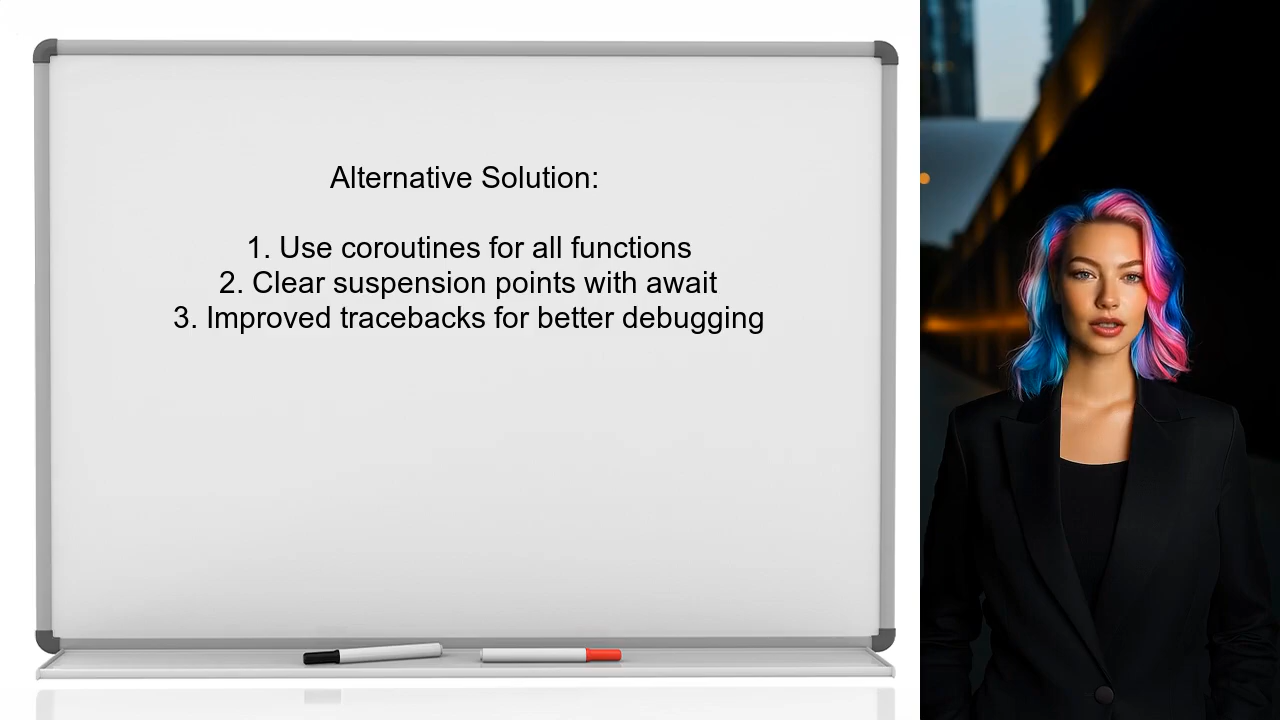 Alternative Solution:
1. Use coroutines for all functions
2. Clear suspension points with await
3. Improved tracebacks for better debugging